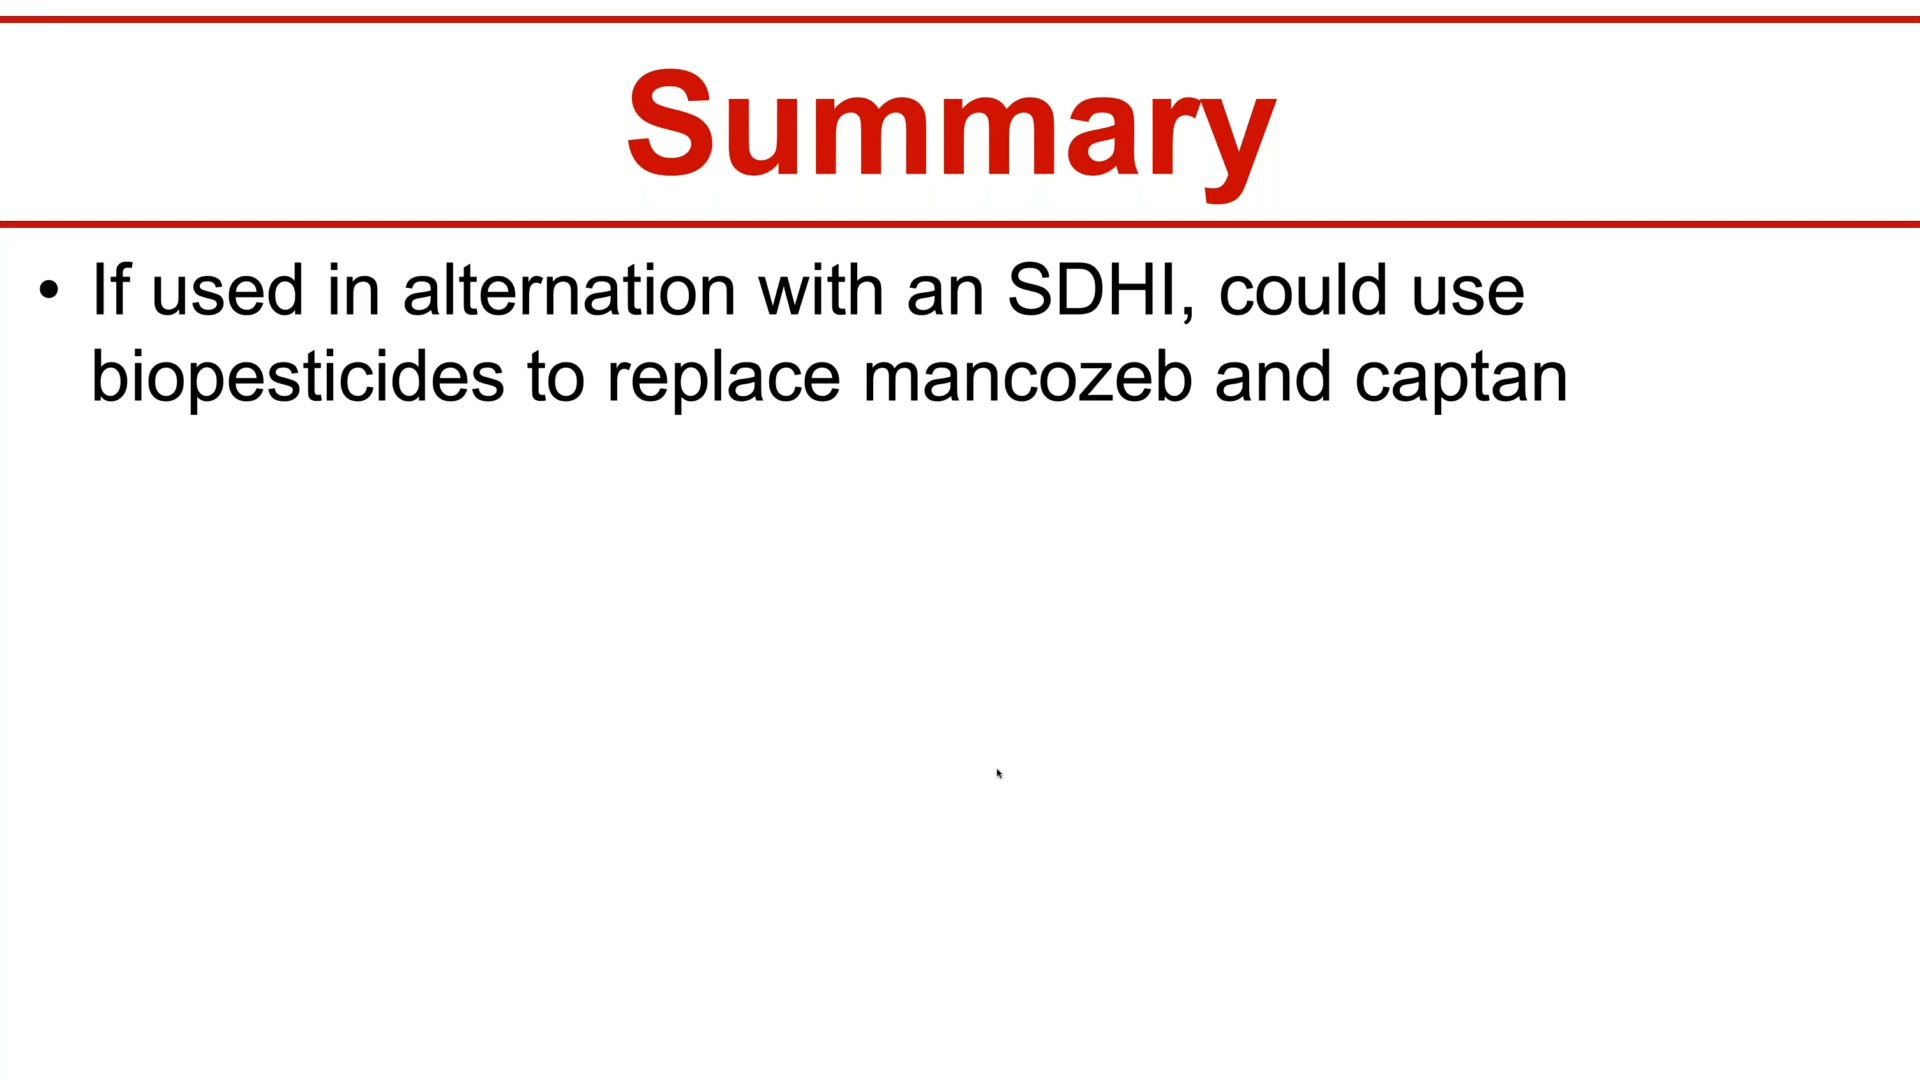 Summary
• If used in alternation with an SDHI, could use
biopesticides to replace mancozeb and captan